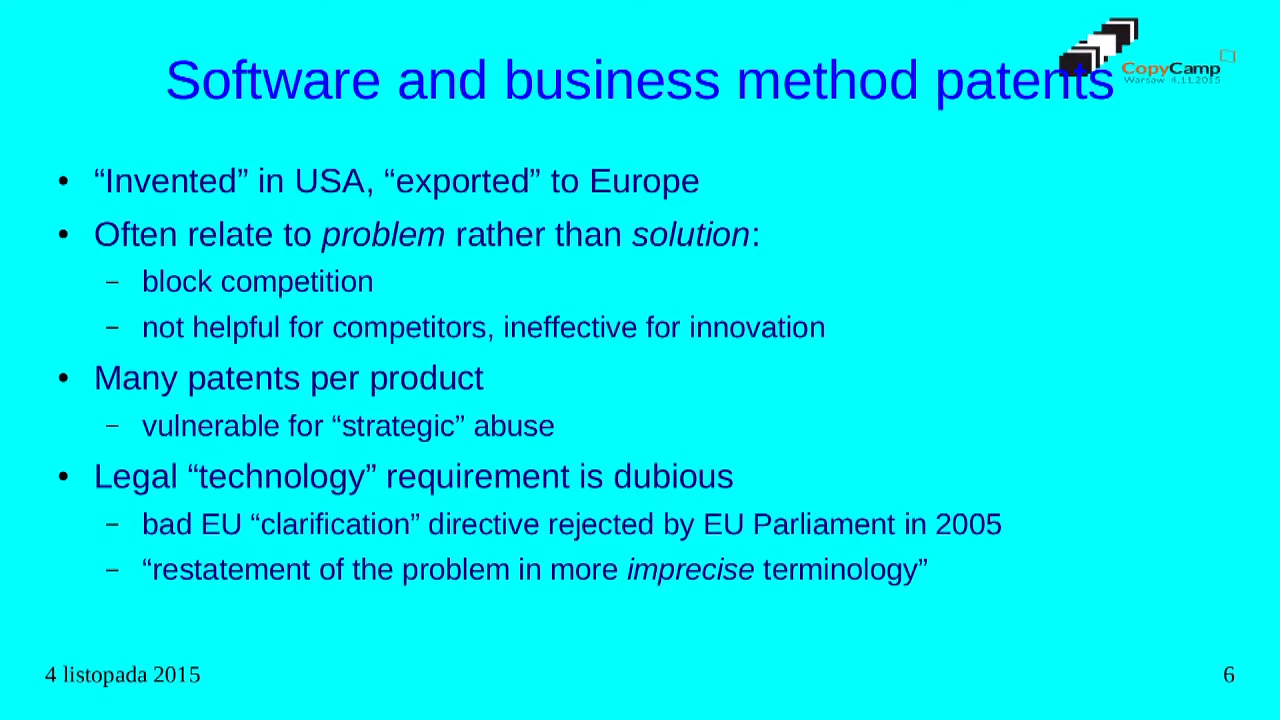 Software and business method patents
CopyCamp
Warsaw 4.11.2015
• “Invented” in USA, “exported” to Europe
• Often relate to problem rather than solution:
– block competition
– not helpful for competitors, ineffective for innovation
• Many patents per product
– vulnerable for “strategic” abuse
• Legal “technology” requirement is dubious
– bad EU “clarification” directive rejected by EU Parliament in 2005
– “restatement of the problem in more imprecise terminology”
4 listopada 2015
6